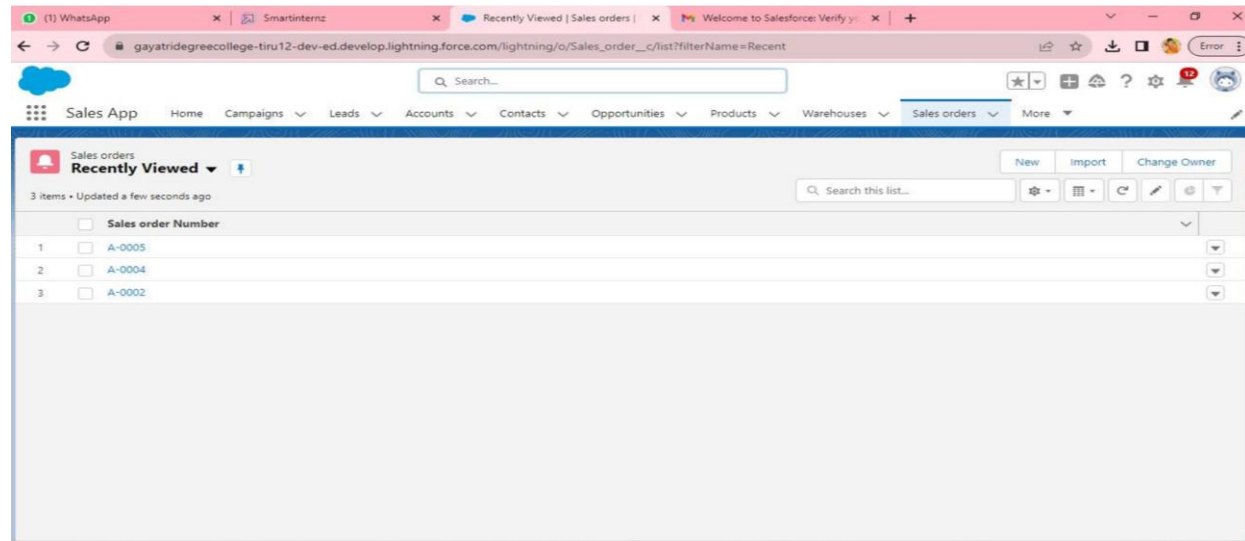 (1) WhatsApp
Smartinternz
Recently Viewed | Sales orders |
Welcome to Salesforce: Verify yo
gayatridegreecollege-tiru12-dev-ed.develop.lightning.force.com/lightning/o/Sales_order__c/list?filterName=Recent
Error
Search...
12
Sales App Home Campaigns Leads Accounts Contacts Opportunities Products Warehouses Sales orders More
Sales orders
Recently Viewed
New Import Change Owner
3 items • Updated a few seconds ago
Search this list...
Sales order Number
1 A-0005
2 A-0004
3 A-0002